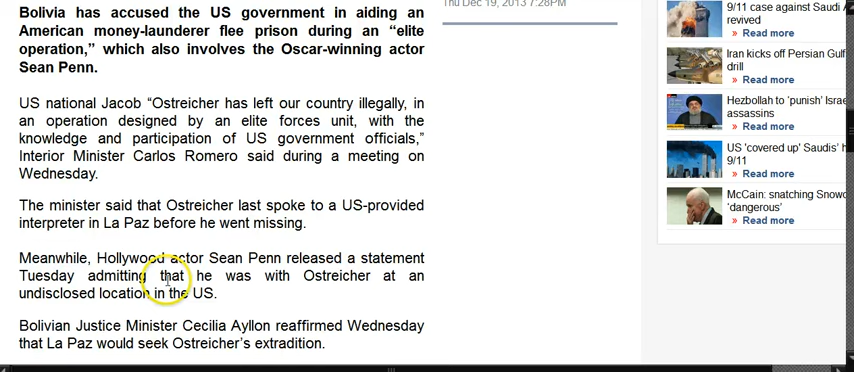 Bolivia has accused the US government in aiding an
American money-launderer flee prison during an “elite
operation,” which also involves the Oscar-winning actor
Sean Penn.
US national Jacob “Ostreicher has left our country illegally, in
an operation designed by an elite forces unit, with the
knowledge and participation of US government officials,”
Interior Minister Carlos Romero said during a meeting on
Wednesday.
The minister said that Ostreicher last spoke to a US-provided
interpreter in La Paz before he went missing.
Meanwhile, Hollywood actor Sean Penn released a statement
Tuesday admitting that he was with Ostreicher at an
undisclosed location in the US.
Bolivian Justice Minister Cecilia Ayllon reaffirmed Wednesday
that La Paz would seek Ostreicher’s extradition.
Thu Dec 19, 2013 7:28PM
9/11 case against Saudi
revived
» Read more
Iran kicks off Persian Gulf
drill
» Read more
Hezbollah to ‘punish’
assassins
» Read more
US 'covered up' Saudis'
9/11
» Read more
McCain: snatching
‘dangerous’
» Read more